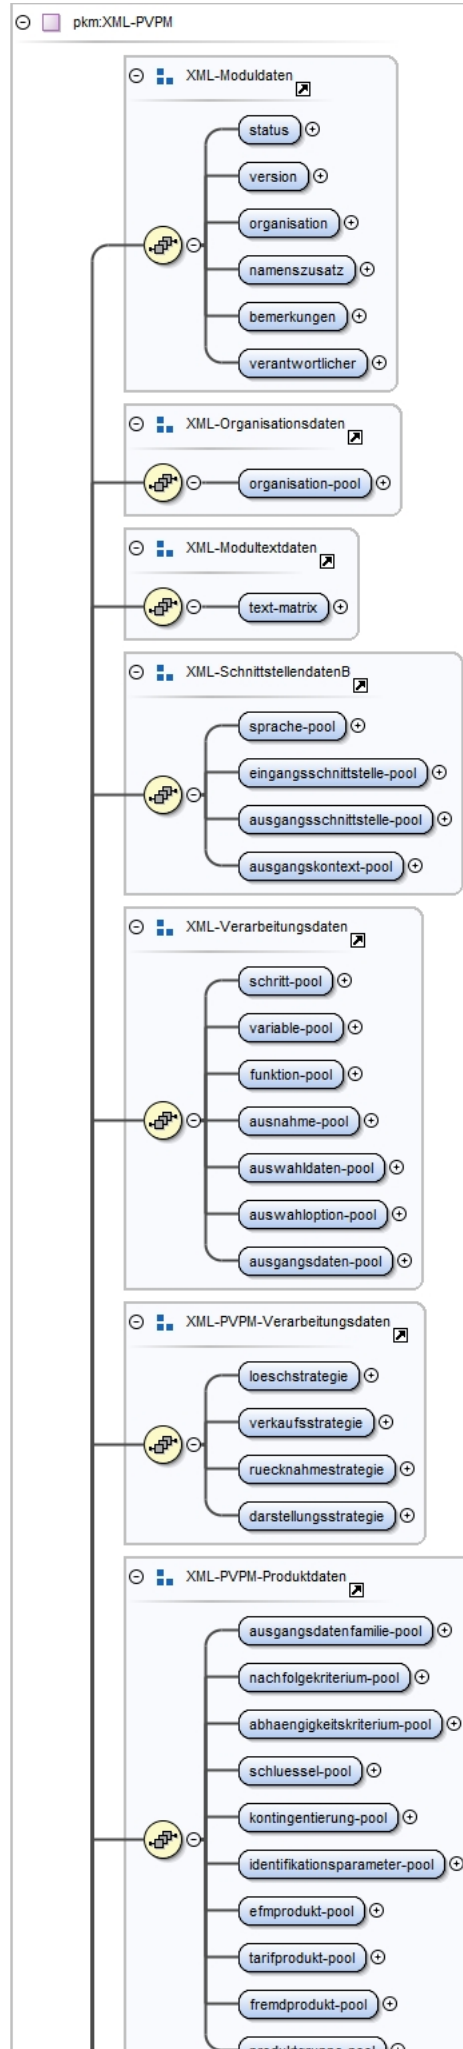 pkm:XML-PVPM
XML-Moduldaten
status
version
organisation
namenszusatz
bemerkungen
verantwortlicher
XML-Organisationsdaten
organisation-pool
XML-Modultextdaten
text-matrix
XML-SchnittstellendatenB
sprache-pool
eingangsschnittstelle-pool
ausgangsschnittstelle-pool
ausgangskontext-pool
XML-Verarbeitungsdaten
schritt-pool
variable-pool
funktion-pool
ausnahme-pool
auswahldaten-pool
auswahloption-pool
ausgangsdaten-pool
XML-PVPM-Verarbeitungsdaten
loeschstrategie
verkaufsstrategie
ruecknahmestrategie
darstellungsstrategie
XML-PVPM-Produktdaten
ausgangsdatenfamilie-pool
nachfolgekriterium-pool
abhaengigkeitskriterium-pool
schluessel-pool
kontingentierung-pool
identifikationsparameter-pool
efmprodukt-pool
tarifprodukt-pool
fremdprodukt-pool